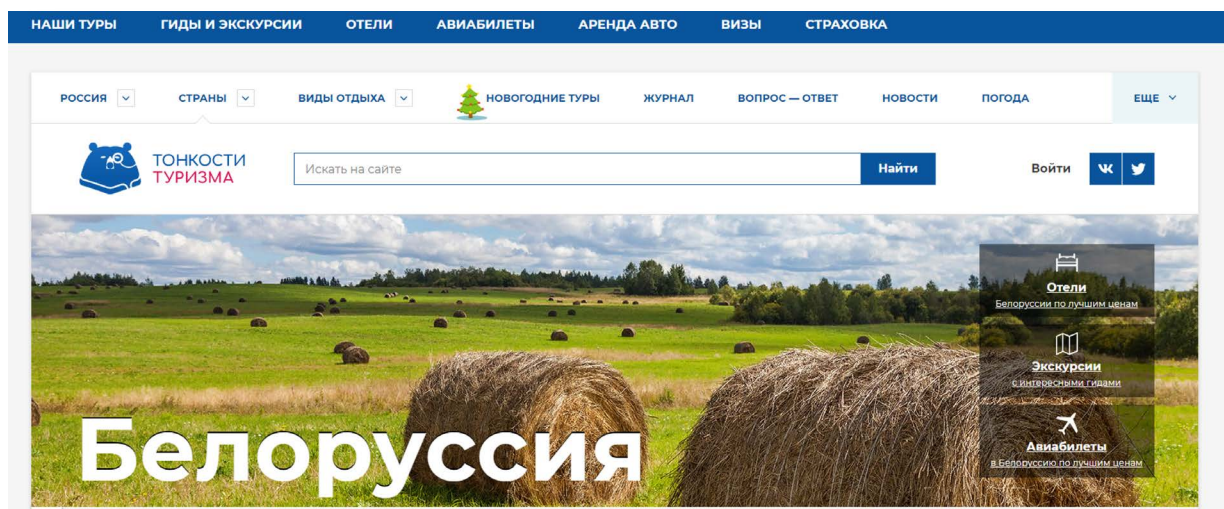 НАШИ ТУРЫ ГИДЫ И ЭКСКУРСИИ ОТЕЛИ АВИАБИЛЕТЫ АРЕНДА АВТО ВИЗЫ СТРАХОВКА
РОССИЯ СТРАНЫ ВИДЫ ОТДЫХА НОВОГОДНИЕ ТУРЫ ЖУРНАЛ ВОПРОС — ОТВЕТ НОВОСТИ ПОГОДА ЕЩЕ
ТОНКОСТИ
ТУРИЗМА
Искать на сайте Найти Войти
Отели
Белоруссии по лучшим ценам
Экскурсии
с интересными гидами
Авиабилеты
в Белоруссию по лучшим ценам
Белоруссия